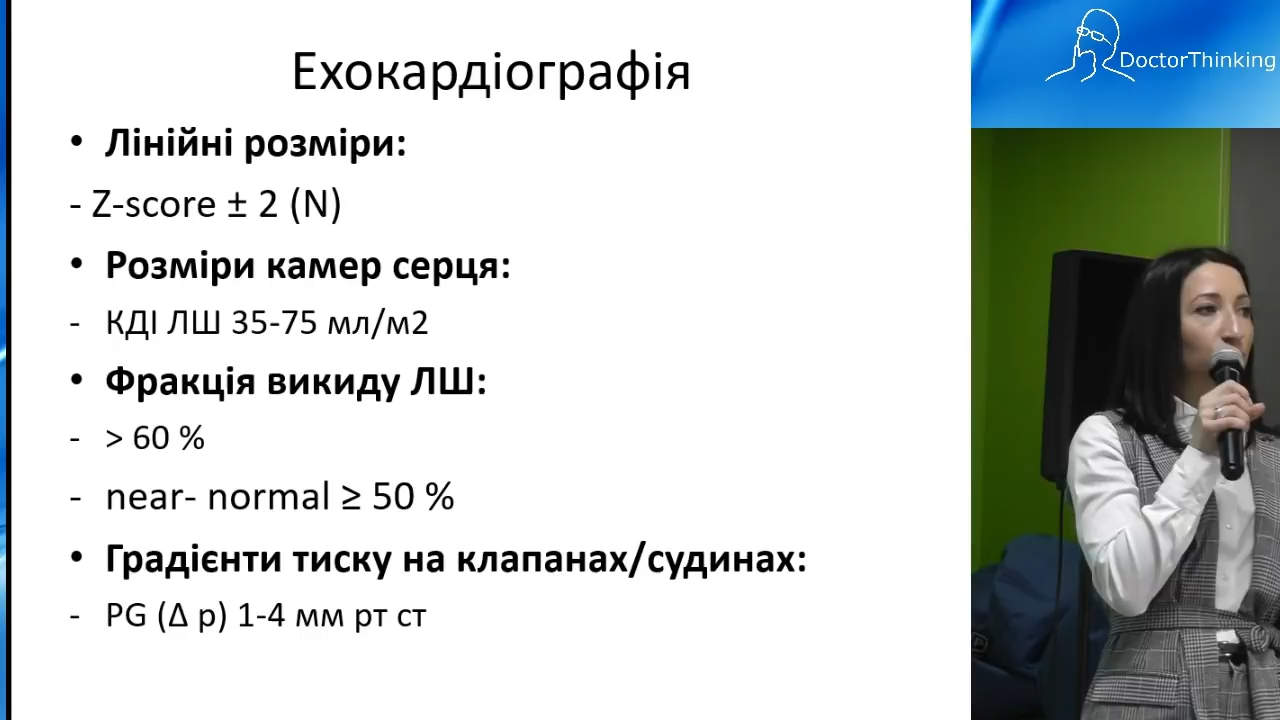 Ехокардіографія
• Лінійні розміри:
- Z-score ± 2 (N)
• Розміри камер серця:
- КДІ ЛШ 35-75 мл/м2
• Фракція викиду ЛШ:
- > 60 %
- near- normal ≥ 50 %
• Градієнти тиску на клапанах/судинах:
- PG (Δ р) 1-4 мм рт ст
DoctorThinking